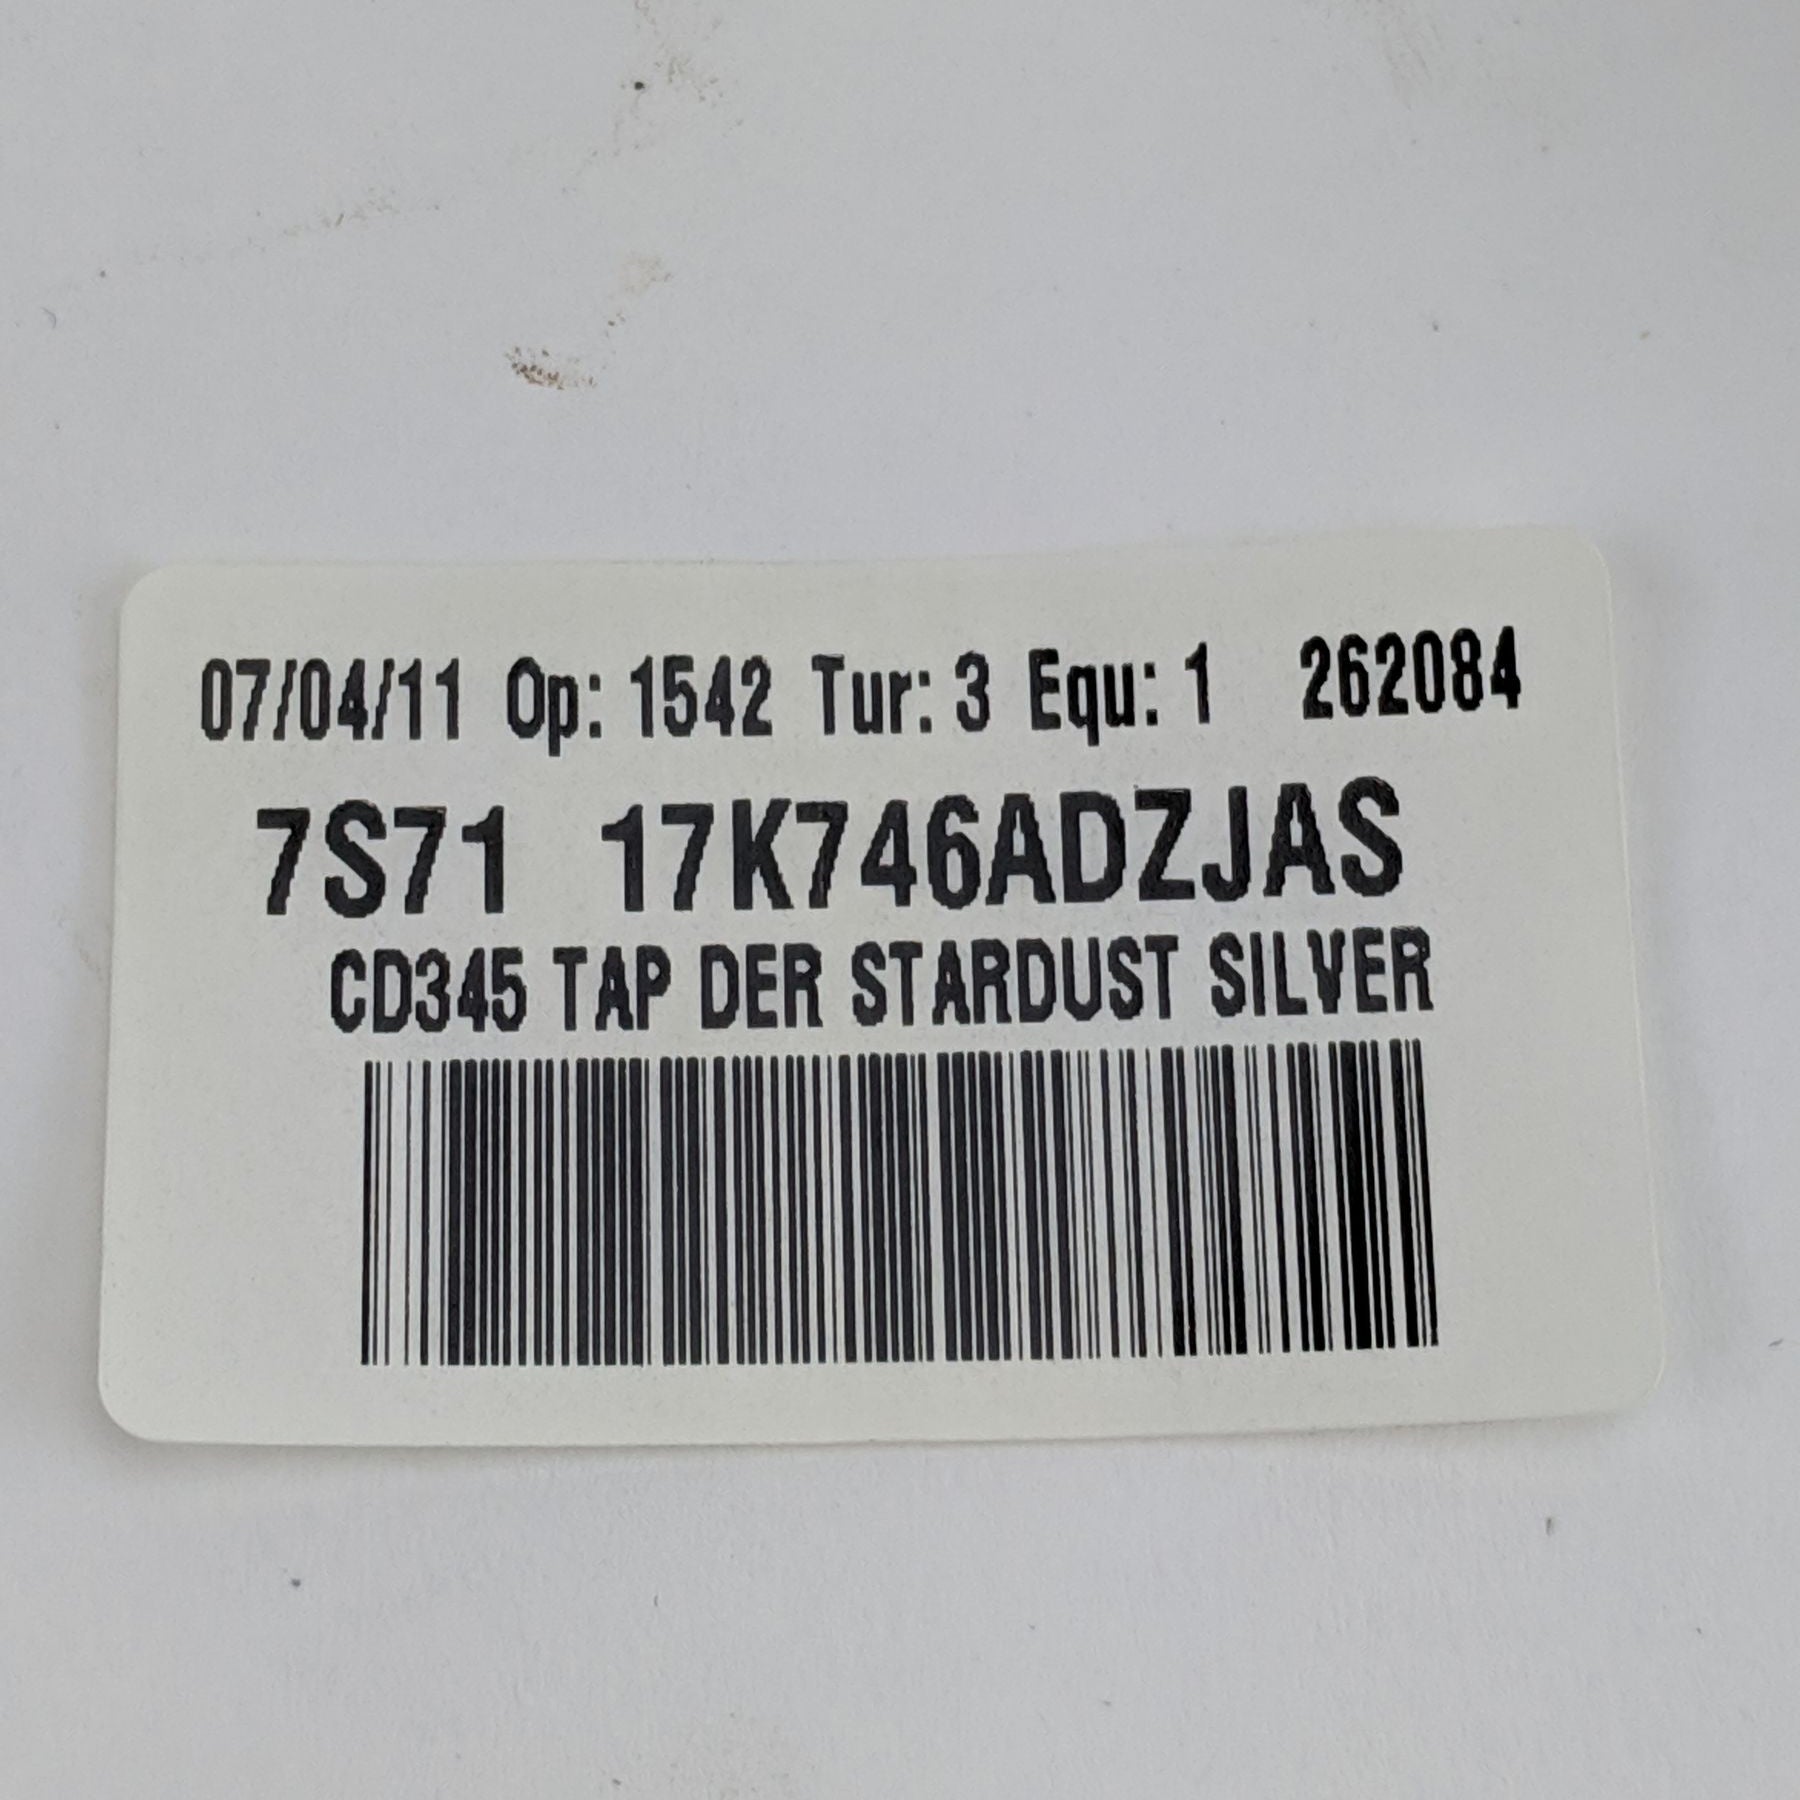 07/04/11 Op: 1542 Tur: 3 Equ: 1 262084
7S71 17K746ADZJAS
CD345 TAP DER STARDUST SILVER